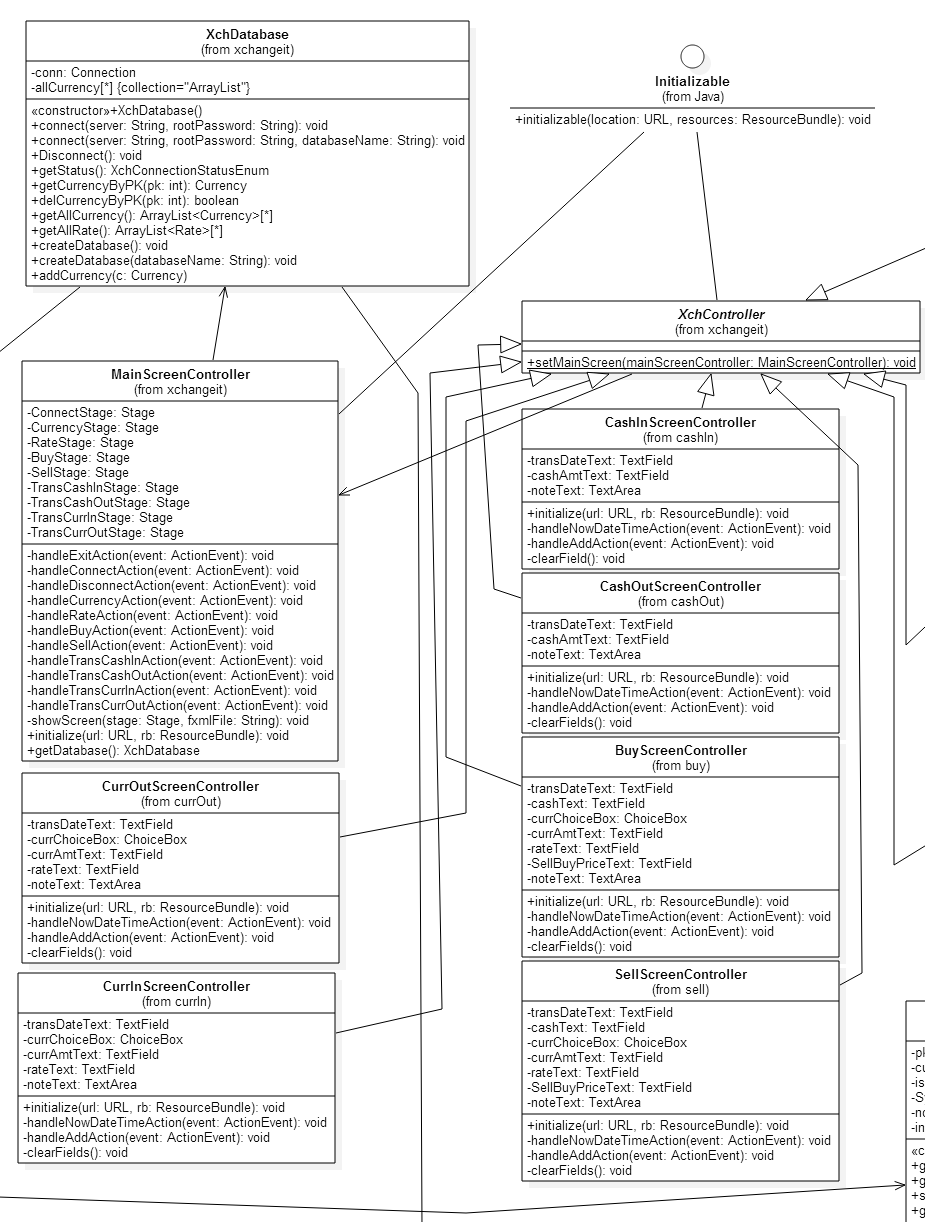 XchDatabase
(from xchangeit)
-conn: Connection
-allCurrency[*] {collection="ArrayList"}
«constructor»+XchDatabase()
+connect(server: String, rootPassword: String): void
+connect(server: String, rootPassword: String, databaseName: String): void
+Disconnect(): void
+getStatus(): XchConnectionStatusEnum
+getCurrencyByPK(pk: int): Currency
+delCurrencyByPK(pk: int): boolean
+getAllCurrency(): ArrayList<Currency>[*]
+getAllRate(): ArrayList<Rate>[*]
+createDatabase(): void
+createDatabase(databaseName: String): void
+addCurrency(c: Currency)
Initializable
(from Java)
+initializable(location: URL, resources: ResourceBundle): void
XchController
(from xchangeit)
+setMainScreen(mainScreenController: MainScreenController): void
MainScreenController
(from xchangeit)
-ConnectStage: Stage
-CurrencyStage: Stage
-RateStage: Stage
-BuyStage: Stage
-SellStage: Stage
-TransCashInStage: Stage
-TransCashOutStage: Stage
-TransCurrInStage: Stage
-TransCurrOutStage: Stage
-handleExitAction(event: ActionEvent): void
-handleConnectAction(event: ActionEvent): void
-handleDisconnectAction(event: ActionEvent): void
-handleCurrencyAction(event: ActionEvent): void
-handleRateAction(event: ActionEvent): void
-handleBuyAction(event: ActionEvent): void
-handleSellAction(event: ActionEvent): void
-handleTransCashInAction(event: ActionEvent): void
-handleTransCashOutAction(event: ActionEvent): void
-handleTransCurrInAction(event: ActionEvent): void
-handleTransCurrOutAction(event: ActionEvent): void
-showScreen(stage: Stage, fxmlFile: String): void
+initialize(url: URL, rb: ResourceBundle): void
+getDatabase(): XchDatabase
CashInScreenController
(from cashIn)
-transDateText: TextField
-cashAmtText: TextField
-noteText: TextArea
+initialize(url: URL, rb: ResourceBundle): void
-handleNowDateTimeAction(event: ActionEvent): void
-handleAddAction(event: ActionEvent): void
-clearField(): void
CashOutScreenController
(from cashOut)
-transDateText: TextField
-cashAmtText: TextField
-noteText: TextArea
+initialize(url: URL, rb: ResourceBundle): void
-handleNowDateTimeAction(event: ActionEvent): void
-handleAddAction(event: ActionEvent): void
-clearFields(): void
BuyScreenController
(from buy)
-transDateText: TextField
-cashText: TextField
-currChoiceBox: ChoiceBox
-currAmtText: TextField
-rateText: TextField
-SellBuyPriceText: TextField
-noteText: TextArea
+initialize(url: URL, rb: ResourceBundle): void
-handleNowDateTimeAction(event: ActionEvent): void
-handleAddAction(event: ActionEvent): void
-clearFields(): void
CurrOutScreenController
(from currOut)
-transDateText: TextField
-currChoiceBox: ChoiceBox
-currAmtText: TextField
-rateText: TextField
-noteText: TextArea
+initialize(url: URL, rb: ResourceBundle): void
-handleNowDateTimeAction(event: ActionEvent): void
-handleAddAction(event: ActionEvent): void
-clearFields(): void
CurrInScreenController
(from currIn)
-transDateText: TextField
-currChoiceBox: ChoiceBox
-currAmtText: TextField
-rateText: TextField
-noteText: TextArea
+initialize(url: URL, rb: ResourceBundle): void
-handleNowDateTimeAction(event: ActionEvent): void
-handleAddAction(event: ActionEvent): void
-clearFields(): void
SellScreenController
(from sell)
-transDateText: TextField
-cashText: TextField
-currChoiceBox: ChoiceBox
-currAmtText: TextField
-rateText: TextField
-SellBuyPriceText: TextField
-noteText: TextArea
+initialize(url: URL, rb: ResourceBundle): void
-handleNowDateTimeAction(event: ActionEvent): void
-handleAddAction(event: ActionEvent): void
-clearFields(): void